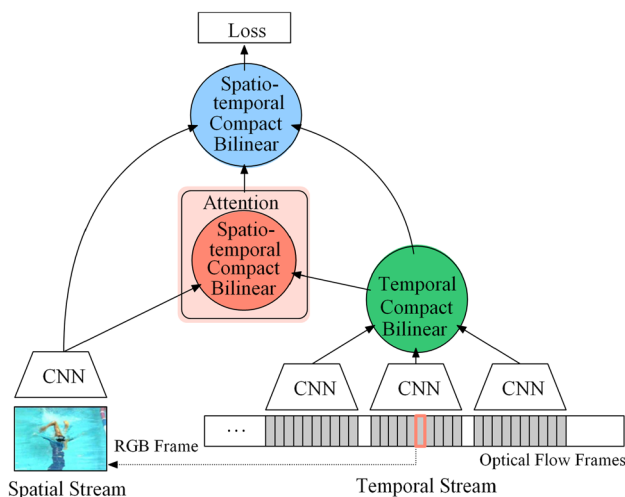 Loss
Spatio-
temporal
Compact
Bilinear
Attention
Spatio-
temporal
Compact
Bilinear
Temporal
Compact
Bilinear
CNN
CNN
CNN
CNN
...
RGB Frame
Optical Flow Frames
Spatial Stream
Temporal Stream